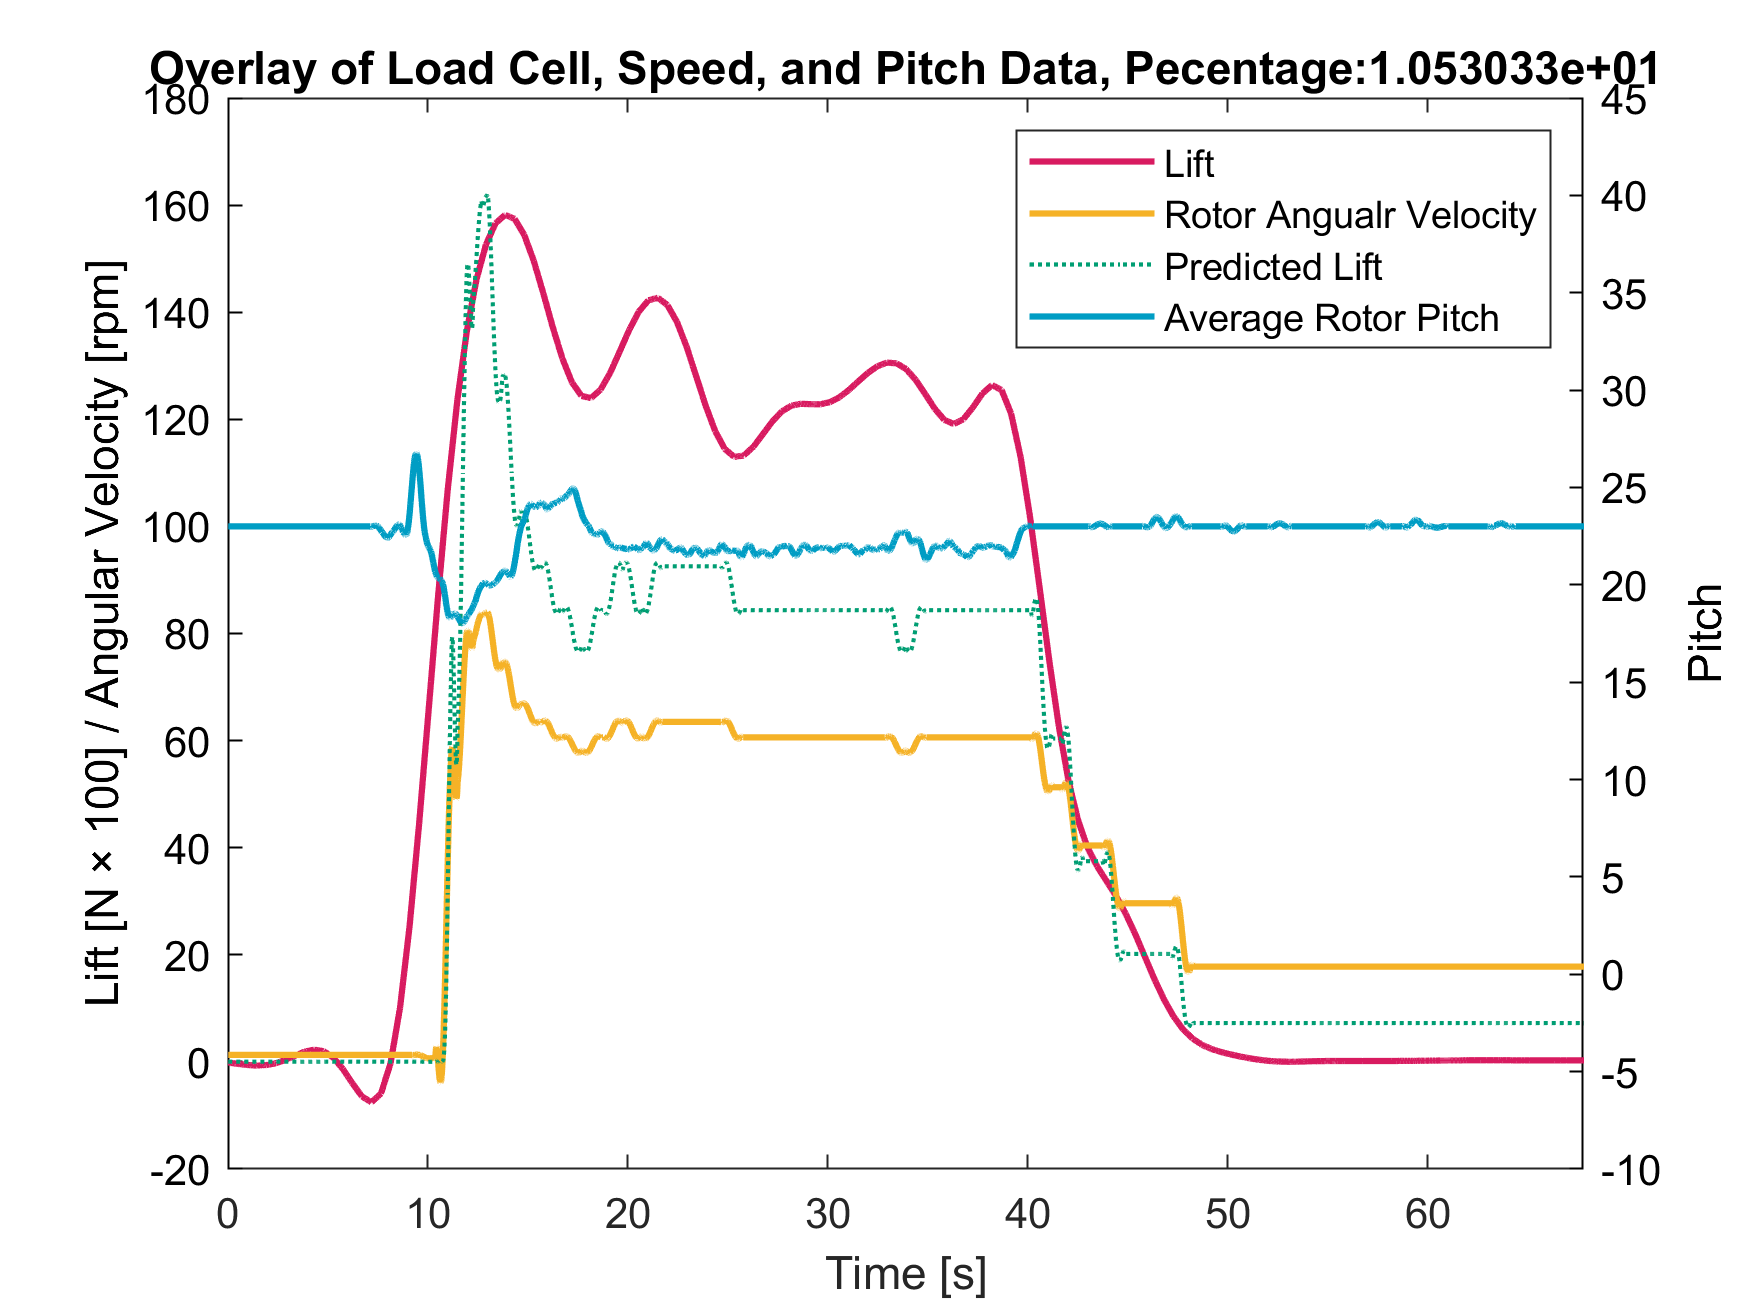 Overlay of Load Cell, Speed, and Pitch Data, Pecentage:1.053033e+01
Lift [N × 100] / Angular Velocity [rpm]
180
160
140
120
100
80
60
40
20
0
-20
Lift
Rotor Angualr Velocity
Predicted Lift
Average Rotor Pitch
45
40
35
30
25
20
15
10
5
0
-5
-10
Pitch
0 10 20 30 40 50 60
Time [s]